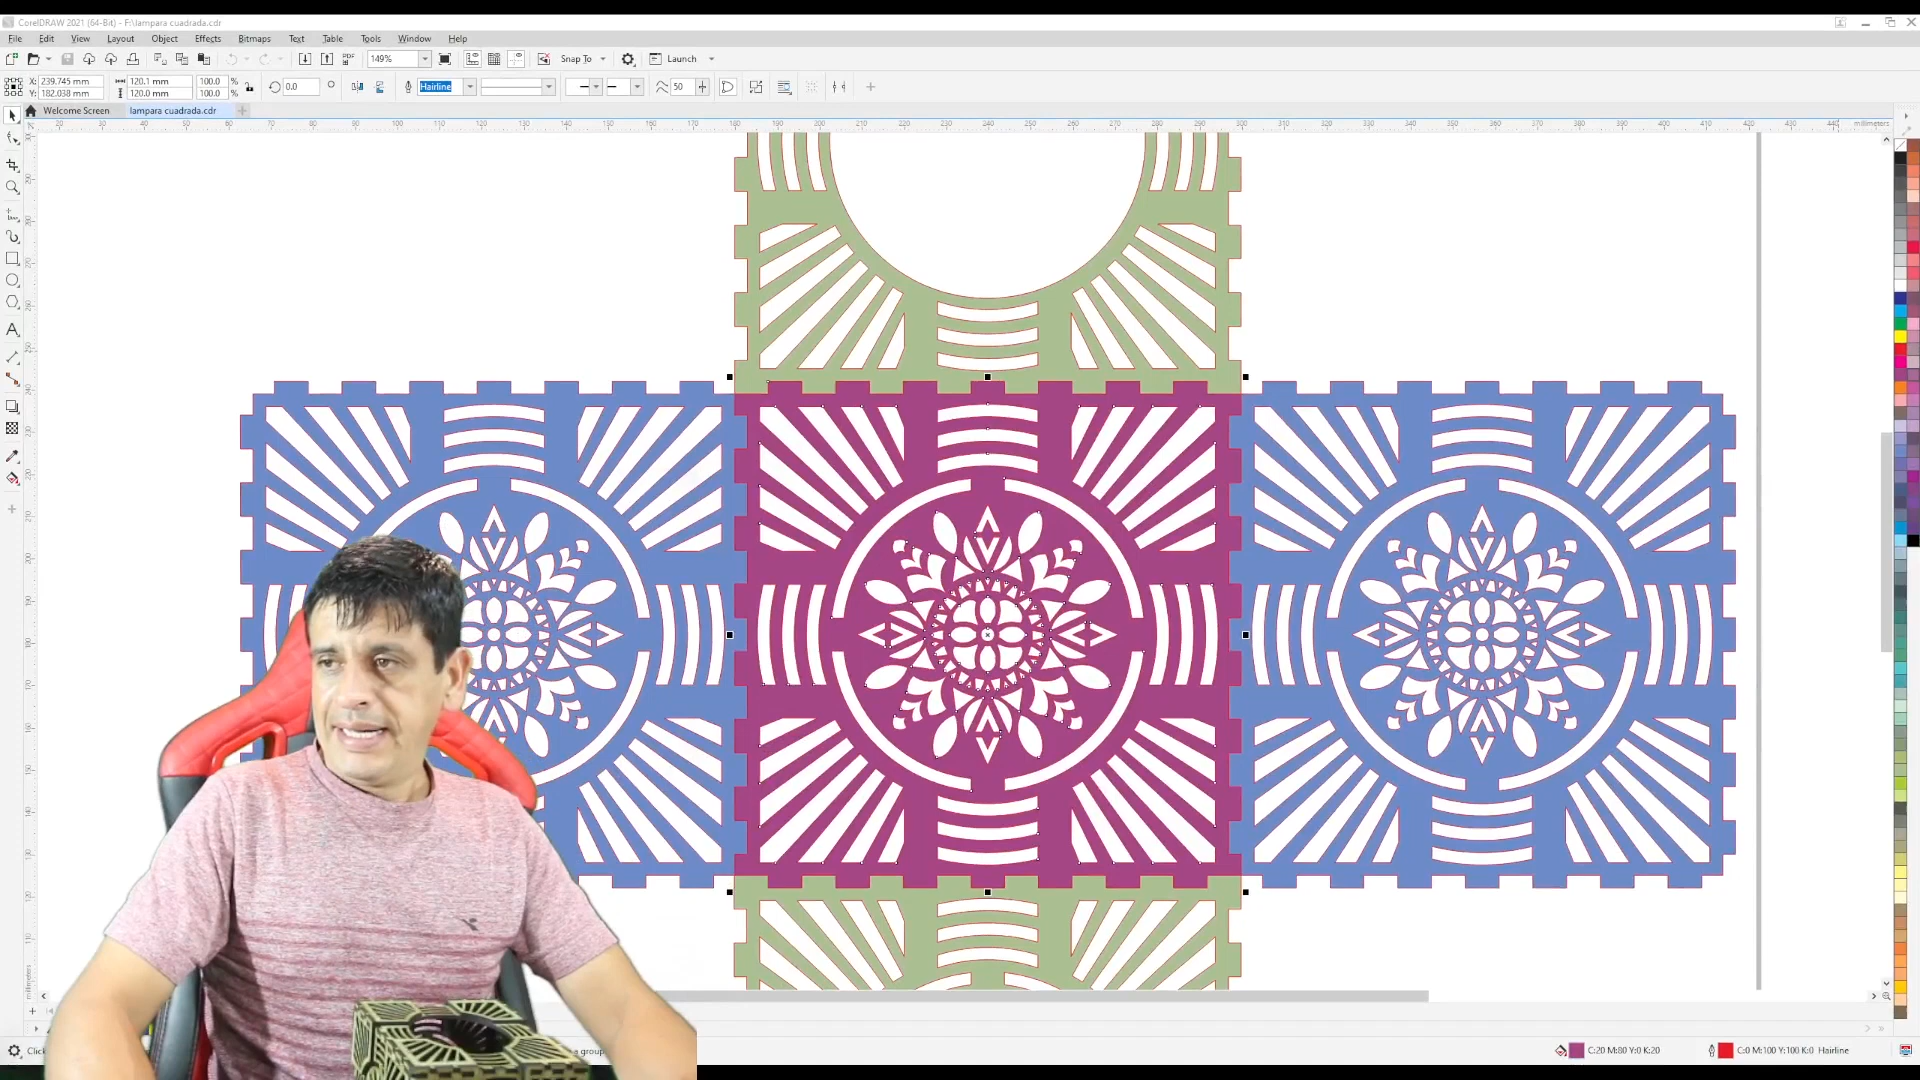 CorelDRAW 2021 (64-Bit) - F:\lampara cuadrada.cdr
File Edit View Layout Object Effects Bitmaps Text Table Tools Window Help
149% Snap To Launch
X: 239.745 mm 120.1 mm 100.0 %
Y: 182.038 mm 120.0 mm 100.0 %
0.0 ° Hairline 50
Welcome Screen lampara cuadrada.cdr
millimeters
millimeters
Click a group
C:20 M:80 Y:0 K:20 C:0 M:100 Y:100 K:0 Hairline